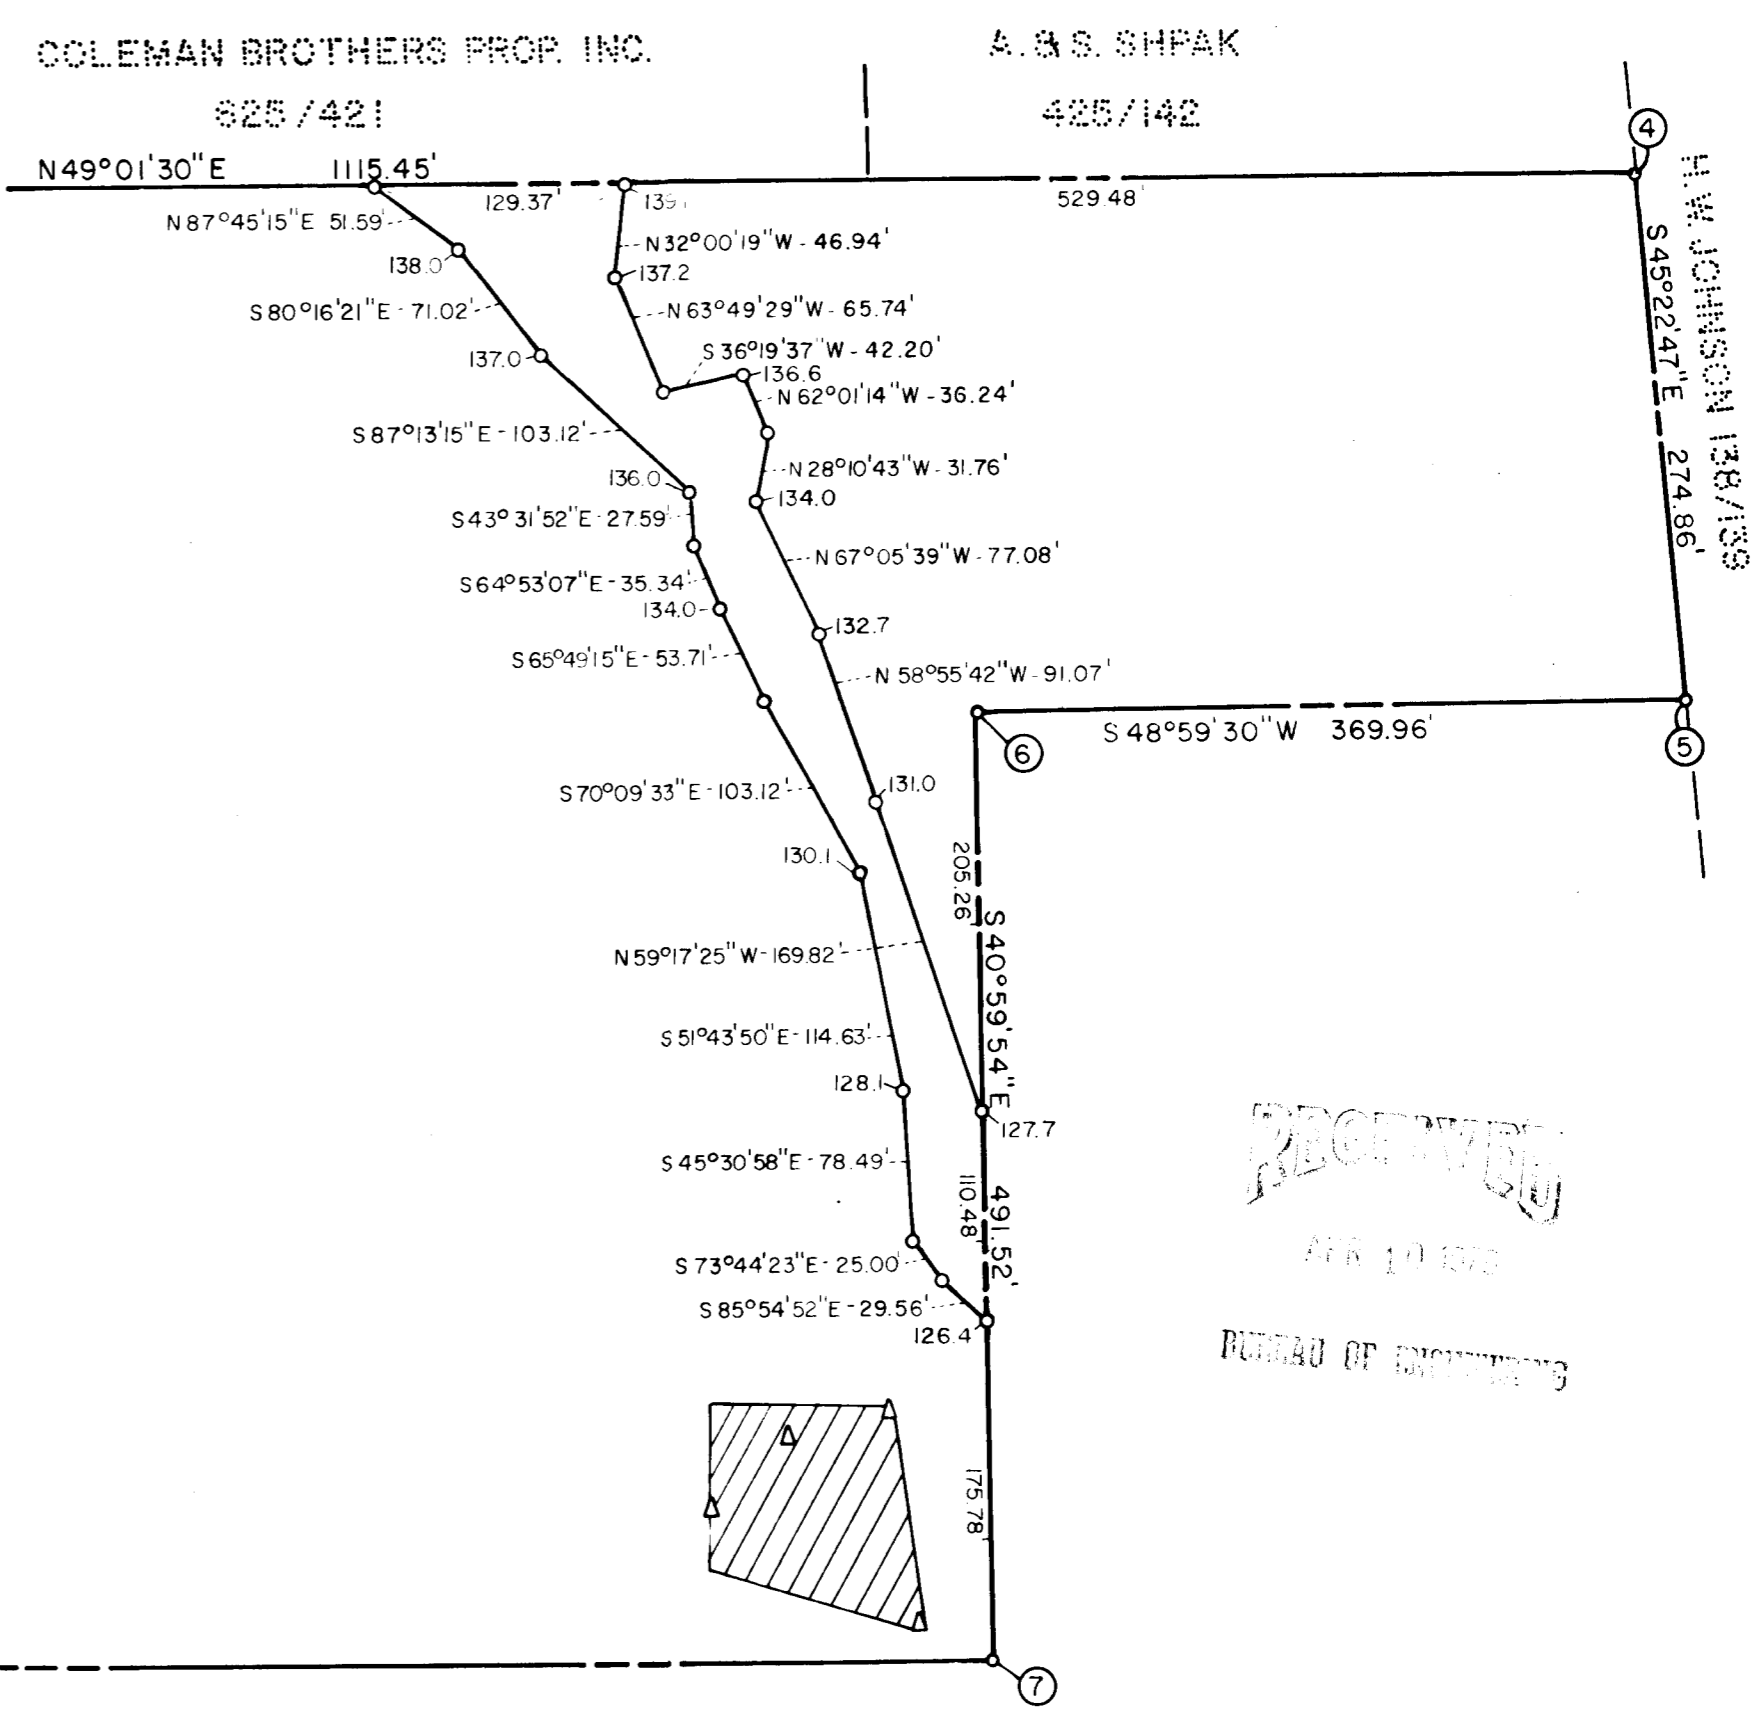 COLEMAN BROTHERS PROP. INC.
A. & S. SHPAK
625/421
425/142
4
N49°01'30"E 1115.45'
129.37'
529.48'
N87°45'15"E 51.59'
N32°00'19"W - 46.94'
138.0
137.2
S80°16'21"E - 71.02'
N63°49'29"W - 65.74'
S36°19'37"W - 42.20'
137.0
136.6
N62°01'14"W - 36.24'
S87°13'15"E - 103.12'
N28°10'43"W - 31.76'
136.0
134.0
S43°31'52"E - 27.59'
N67°05'39"W - 77.08'
S64°53'07"E - 35.34'
134.0
132.7
S65°49'15"E - 53.71'
N58°55'42"W - 91.07'
S45°22'47"E 274.86'
H.W. JOHNSON 138/139
S48°59'30"W 369.96'
6
5
131.0
S70°09'33"E - 103.12'
130.1
205.26'
S40°59'54"E 491.52'
N59°17'25"W - 169.82'
S51°43'50"E - 114.63'
128.1
127.7
S45°30'58"E - 78.49'
110.48'
S73°44'23"E - 25.00'
S85°54'52"E - 29.56'
126.4
RECEIVED
APR 10
BUREAU OF ENGINEERING
175.78'
7